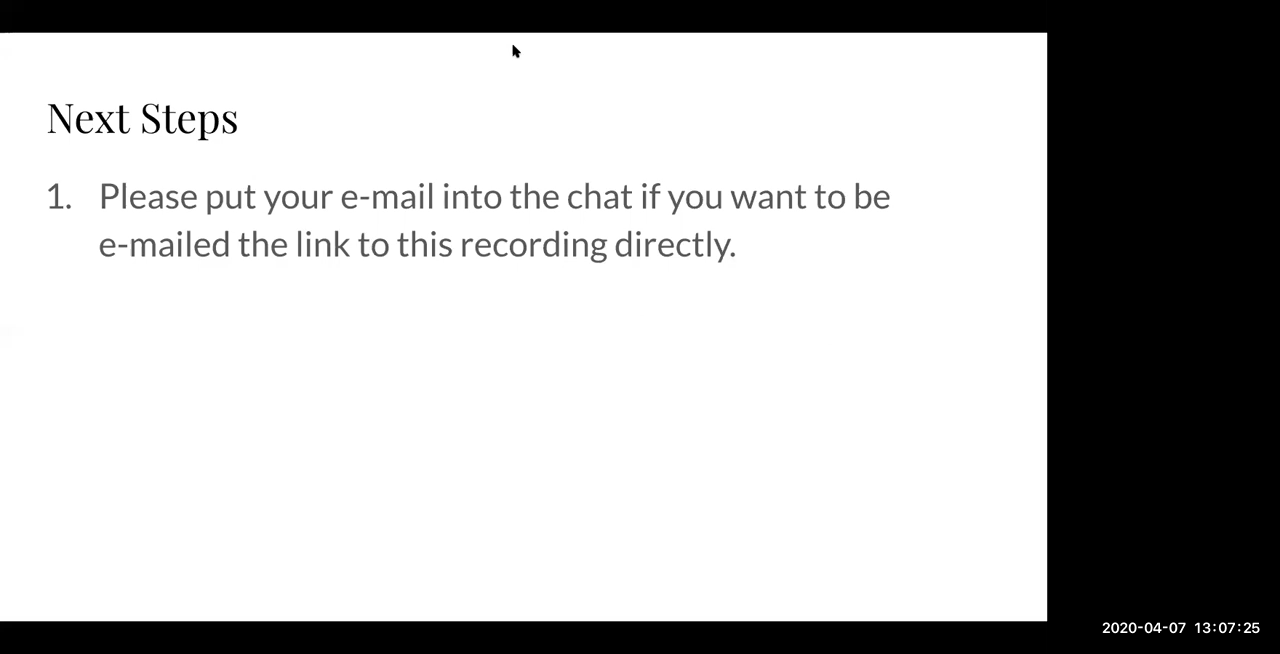 Next Steps
1. Please put your e-mail into the chat if you want to be
e-mailed the link to this recording directly.
2020-04-07 13:07:25